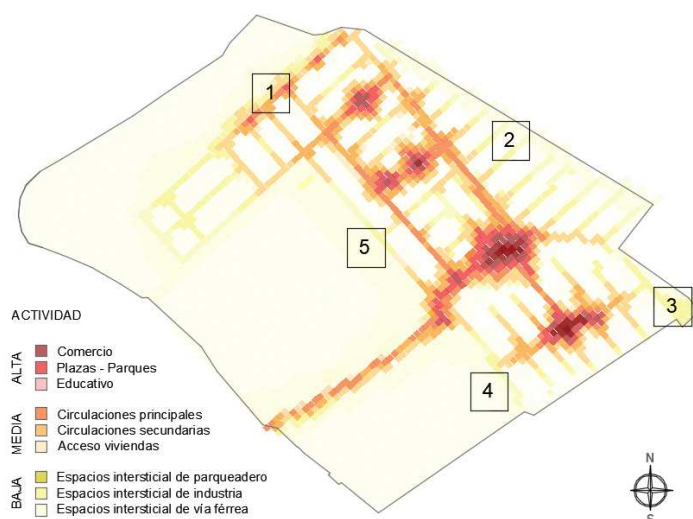 1
2
5
3
4
ACTIVIDAD
ALTA
Comercio
Plazas - Parques
Educativo
MEDIA
Circulaciones principales
Circulaciones secundarias
Acceso viviendas
BAJA
Espacios intersticial de parqueadero
Espacios intersticial de industria
Espacios intersticial de vía férrea
N
S